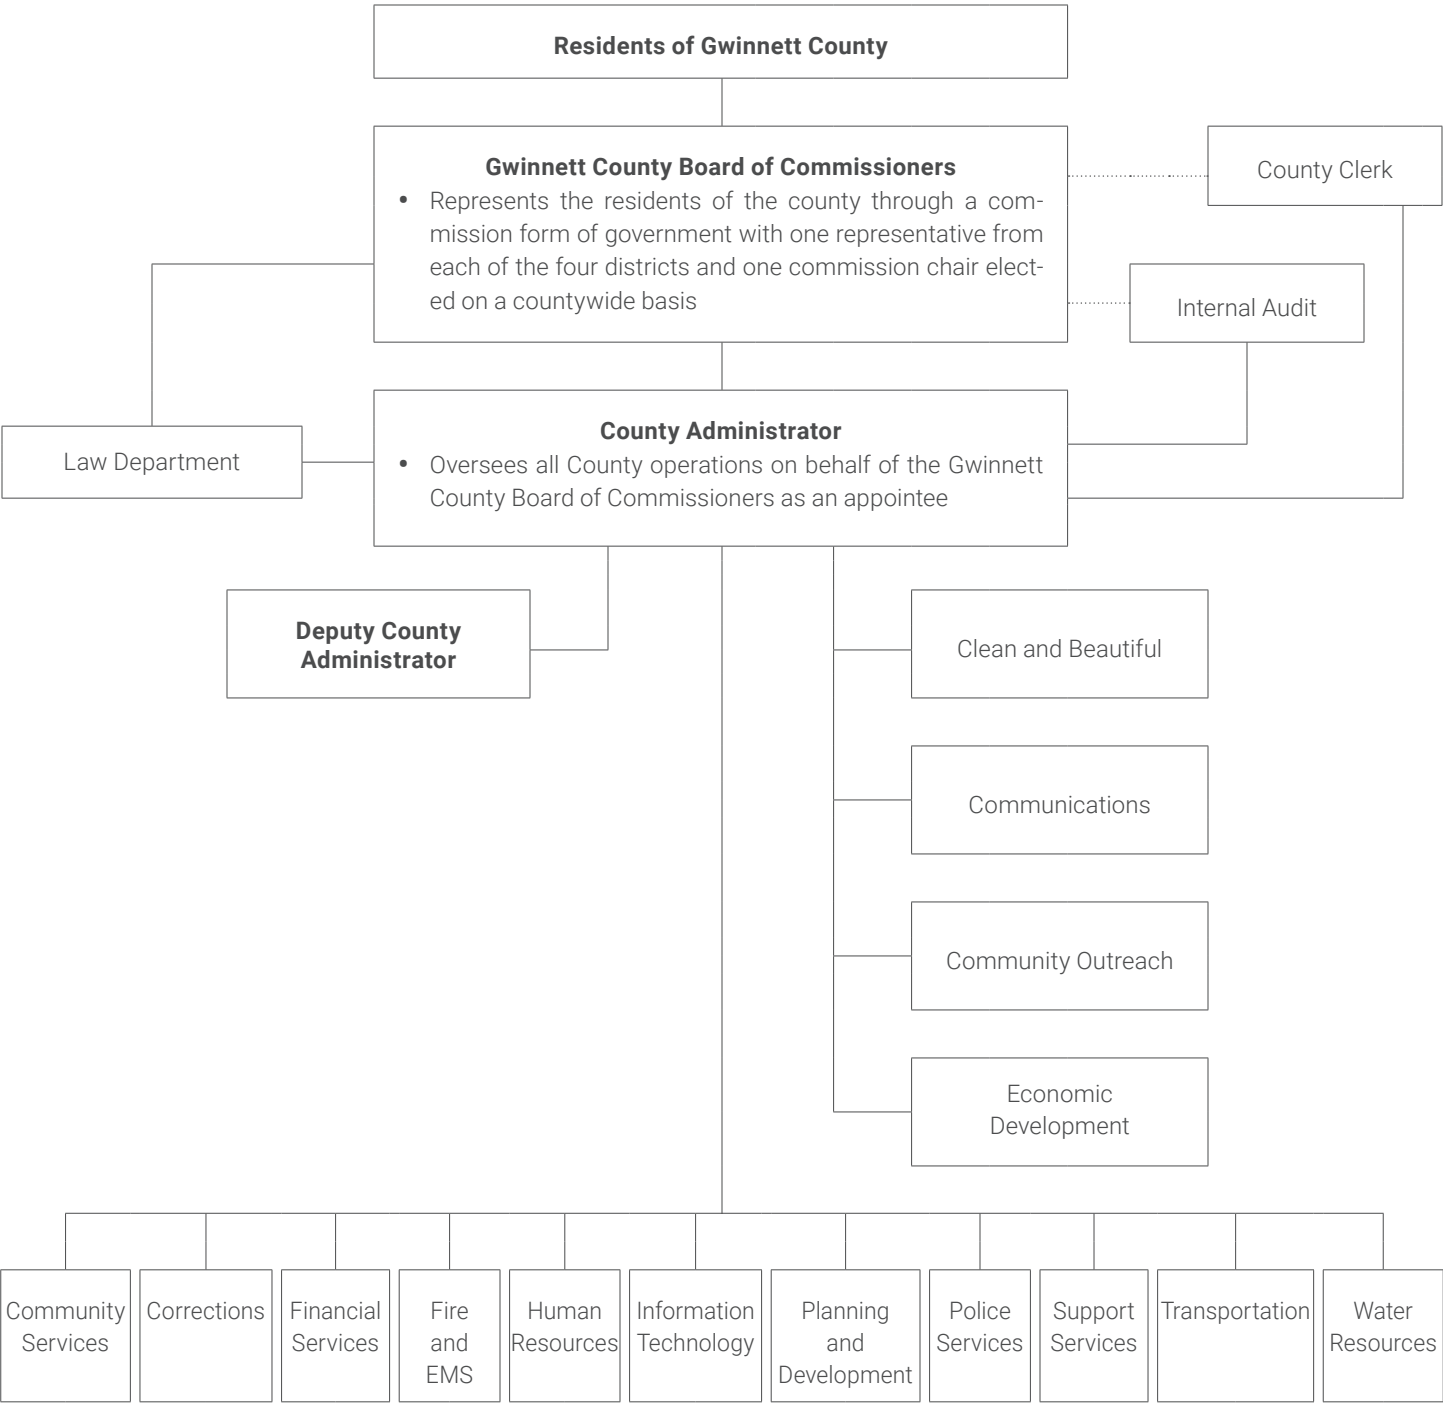 Residents of Gwinnett County
Gwinnett County Board of Commissioners
• Represents the residents of the county through a com-
mission form of government with one representative from
each of the four districts and one commission chair elect-
ed on a countywide basis
County Clerk
Internal Audit
Law Department
County Administrator
• Oversees all County operations on behalf of the Gwinnett
County Board of Commissioners as an appointee
Deputy County
Administrator
Clean and Beautiful
Communications
Community Outreach
Economic
Development
Community
Services
Corrections
Financial
Services
Fire
and
EMS
Human
Resources
Information
Technology
Planning
and
Development
Police
Services
Support
Services
Transportation
Water
Resources